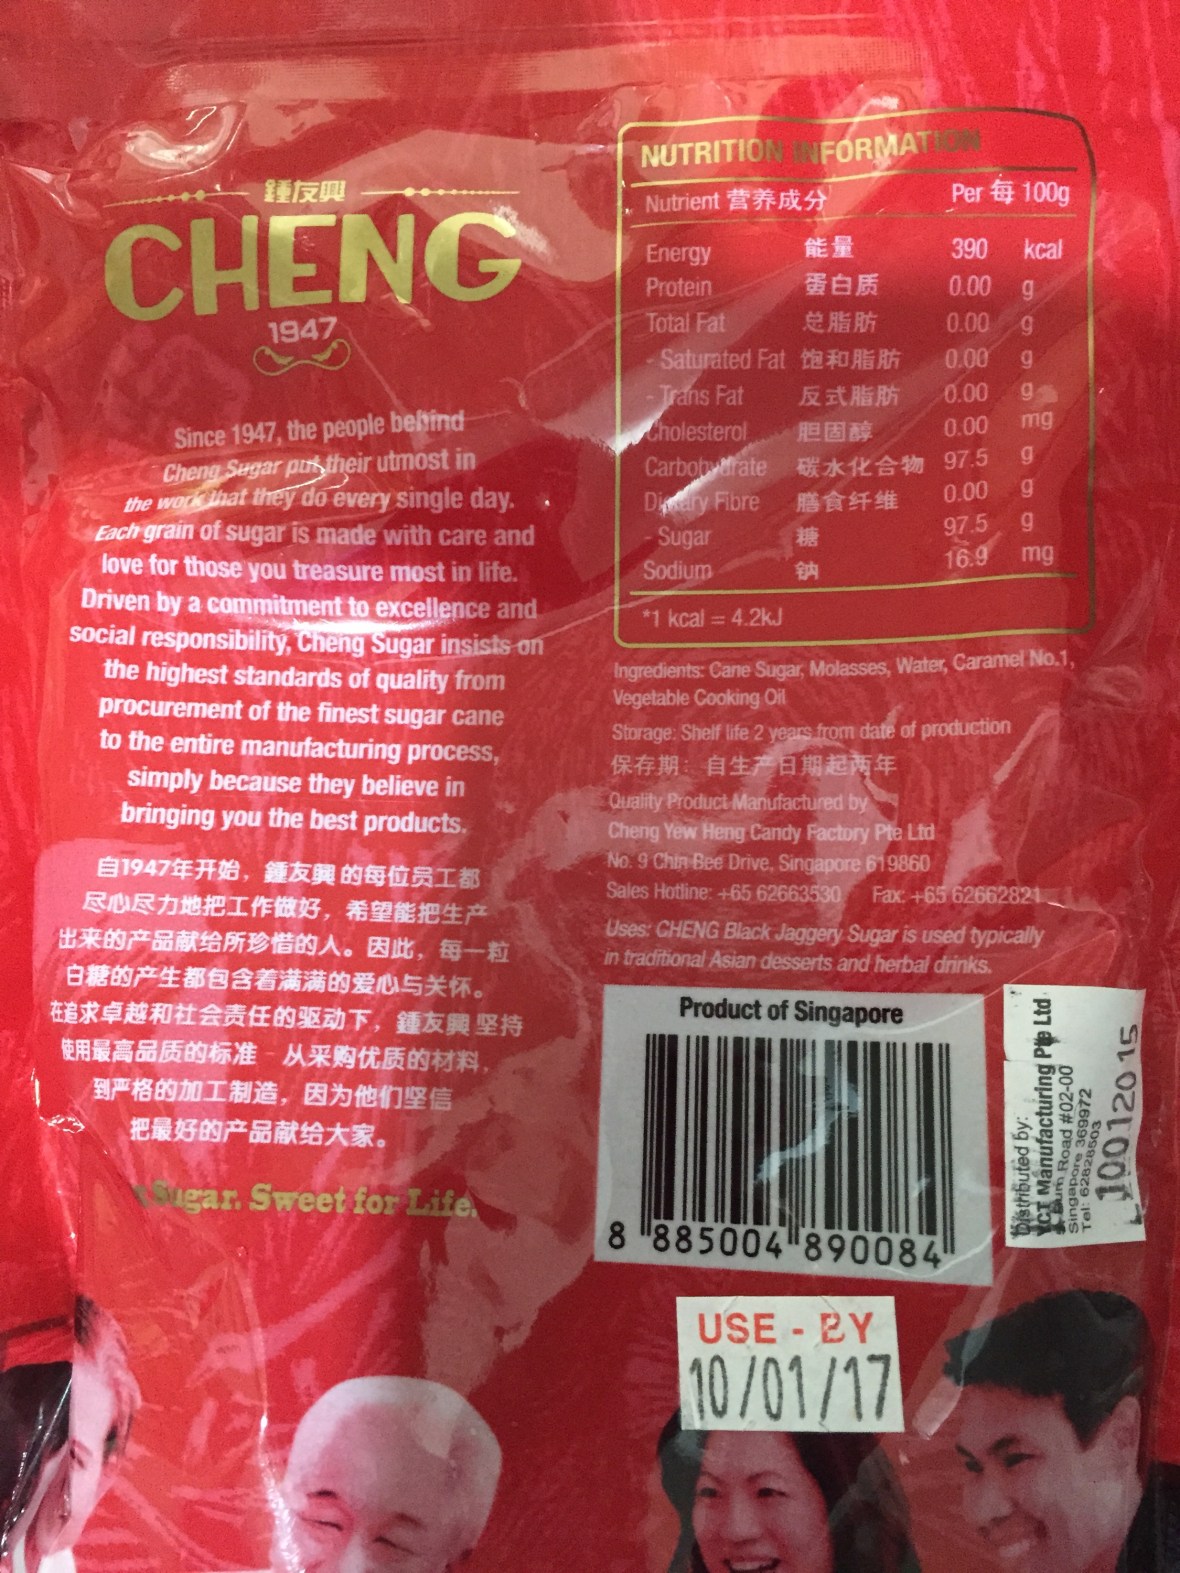 鍾友興
CHENG
1947
Since 1947, the people behind
Cheng Sugar put their utmost in
the work that they do every single day.
Each grain of sugar is made with care and
love for those you treasure most in life.
Driven by a commitment to excellence and
social responsibility, Cheng Sugar insists on
the highest standards of quality from
procurement of the finest sugar cane
to the entire manufacturing process,
simply because they believe in
bringing you the best products.
自1947年开始，鍾友興 的每位员工都
尽心尽力地把工作做好，希望能把生产
出来的产品献给所珍惜的人。因此，每一粒
白糖的产生都包含着满满的爱心与关怀。
在追求卓越和社会责任的驱动下，鍾友興 坚持
使用最高品质的标准 - 从采购优质的材料，
到严格的加工制造，因为他们坚信
把最好的产品献给大家。
Sugar. Sweet for Life.
NUTRITION INFORMATION
Nutrient 营养成分 Per 每 100g
Energy 能量 390 kcal
Protein 蛋白质 0.00 g
Total Fat 总脂肪 0.00 g
- Saturated Fat 饱和脂肪 0.00 g
- Trans Fat 反式脂肪 0.00 g
Cholesterol 胆固醇 0.00 mg
Carbohydrate 碳水化合物 97.5 g
Dietary Fibre 膳食纤维 0.00 g
- Sugar 糖 97.5 g
Sodium 钠 16.9 mg
*1 kcal = 4.2kJ
Ingredients: Cane Sugar, Molasses, Water, Caramel No.1,
Vegetable Cooking Oil
Storage: Shelf life 2 years from date of production
保存期：自生产日期起两年
Quality Product Manufactured by
Cheng Yew Heng Candy Factory Pte Ltd
No. 9 Chin Bee Drive, Singapore 619860
Sales Hotline: +65 62663530 Fax: +65 62662821
Uses: CHENG Black Jaggery Sugar is used typically
in traditional Asian desserts and herbal drinks.
Product of Singapore
8 885004 890084
Distributed by:
YCT Manufacturing Pte Ltd
Road #02-00
Singapore 369972
Tel: 62828603
10012015
USE - BY
10/01/17